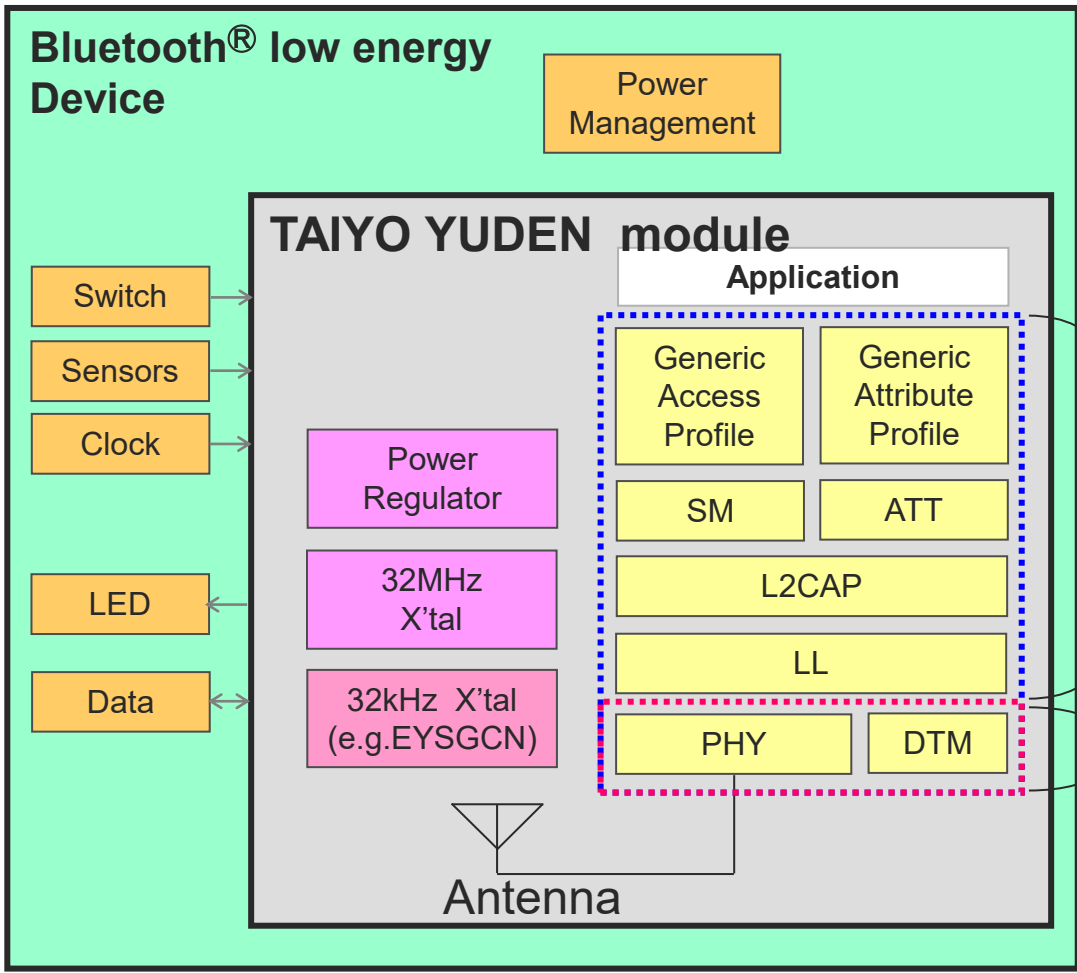 Bluetooth® low energy
Device
Power
Management
TAIYO YUDEN module
Application
Switch
Sensors
Clock
LED
Data
Power
Regulator
32MHz
X’tal
32kHz X’tal
(e.g.EYSGCN)
Generic
Access
Profile
Generic
Attribute
Profile
SM
ATT
L2CAP
LL
PHY
DTM
Antenna